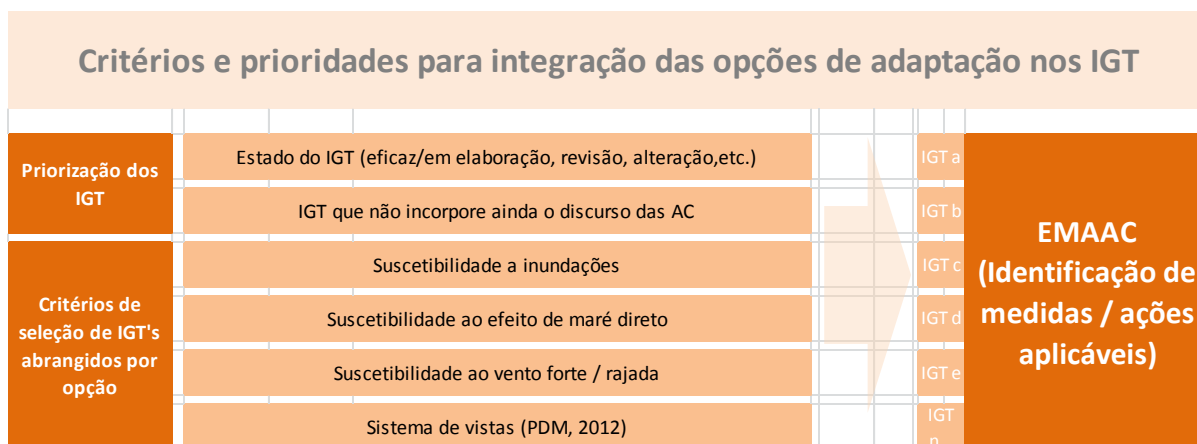 Critérios e prioridades para integração das opções de adaptação nos IGT
Priorização dos
IGT
Estado do IGT (eficaz/em elaboração, revisão, alteração,etc.)
IGT que não incorpore ainda o discurso das AC
Critérios de
seleção de IGT's
abrangidos por
opção
Suscetibilidade a inundações
Suscetibilidade ao efeito de maré direto
Suscetibilidade ao vento forte / rajada
Sistema de vistas (PDM, 2012)
IGT a
IGT b
IGT c
IGT d
IGT e
IGT
n
EMAAC
(Identificação de
medidas / ações
aplicáveis)